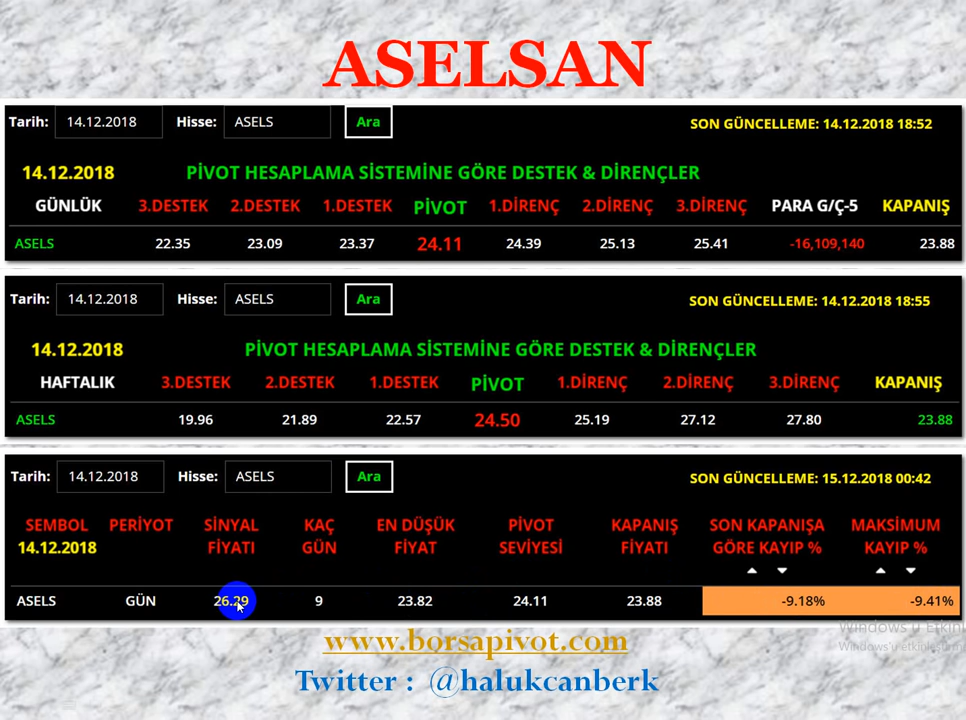 ASELSAN
Tarih: 14.12.2018 Hisse: ASELS Ara SON GÜNCELLEME: 14.12.2018 18:52
14.12.2018 PİVOT HESAPLAMA SİSTEMİNE GÖRE DESTEK & DİRENÇLER
GÜNLÜK 3.DESTEK 2.DESTEK 1.DESTEK PİVOT 1.DİRENÇ 2.DİRENÇ 3.DİRENÇ PARA G/Ç-5 KAPANIŞ
ASELS 22.35 23.09 23.37 24.11 24.39 25.13 25.41 -16,109,140 23.88
Tarih: 14.12.2018 Hisse: ASELS Ara SON GÜNCELLEME: 14.12.2018 18:55
14.12.2018 PİVOT HESAPLAMA SİSTEMİNE GÖRE DESTEK & DİRENÇLER
HAFTALIK 3.DESTEK 2.DESTEK 1.DESTEK PİVOT 1.DİRENÇ 2.DİRENÇ 3.DİRENÇ KAPANIŞ
ASELS 19.96 21.89 22.57 24.50 25.19 27.12 27.80 23.88
Tarih: 14.12.2018 Hisse: ASELS Ara SON GÜNCELLEME: 15.12.2018 00:42
SEMBOL PERİYOT SİNYAL KAÇ EN DÜŞÜK PİVOT KAPANIŞ SON KAPANIŞA MAKSİMUM
14.12.2018 FİYATI GÜN FİYAT SEVİYESİ FİYATI GÖRE KAYIP % KAYIP %
ASELS GÜN 26.29 9 23.82 24.11 23.88 -9.18% -9.41%
Windows'u Etkinl
Windows'u etkinleştirm
www.borsapivot.com
Twitter : @halukcanberk